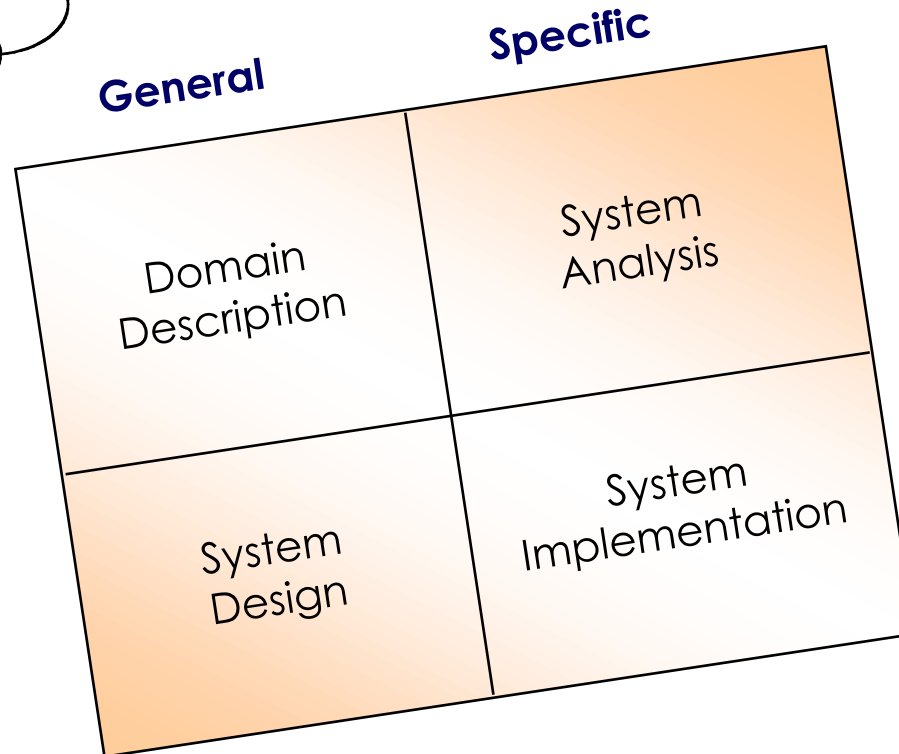 General
Specific
Domain
Description
System
Analysis
System
Design
System
Implementation